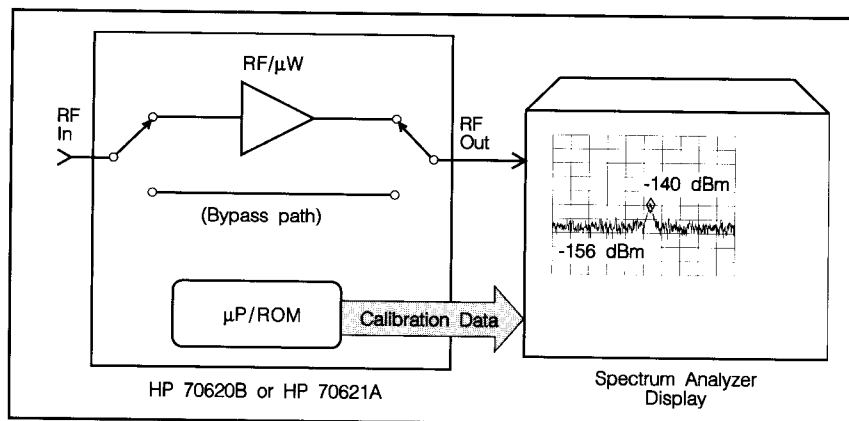 RF/µW
RF
In
RF
Out
(Bypass path)
-140 dBm
-156 dBm
µP/ROM
Calibration Data
HP 70620B or HP 70621A
Spectrum Analyzer
Display